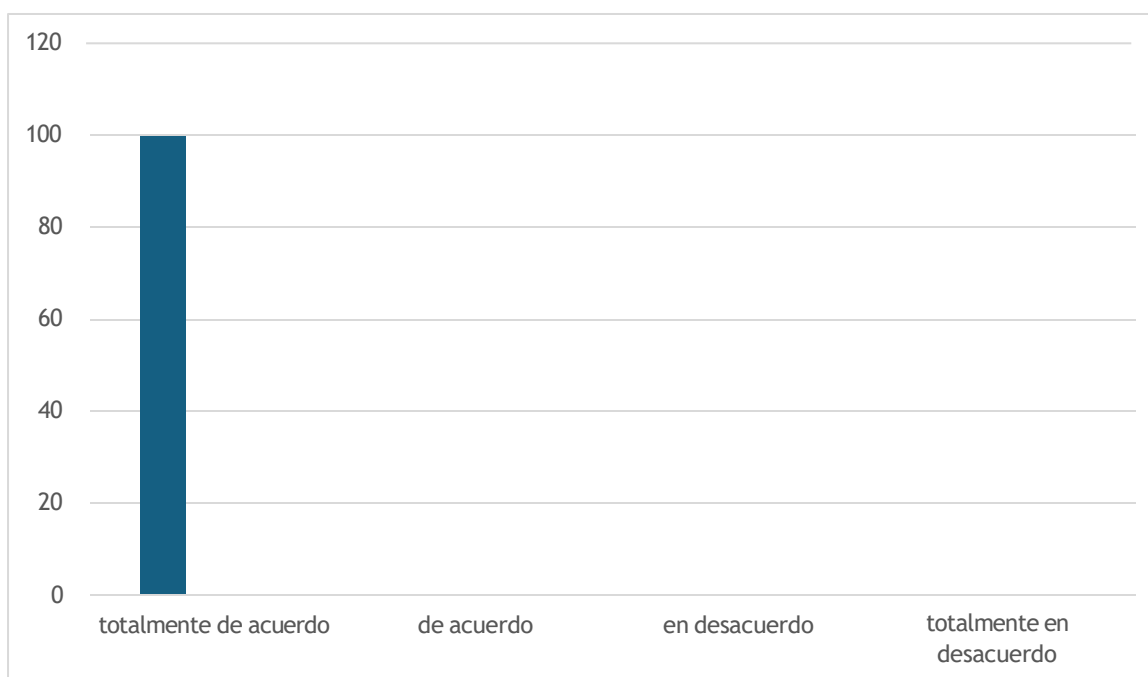 120
100
80
60
40
20
0
totalmente de acuerdo
de acuerdo
en desacuerdo
totalmente en
desacuerdo